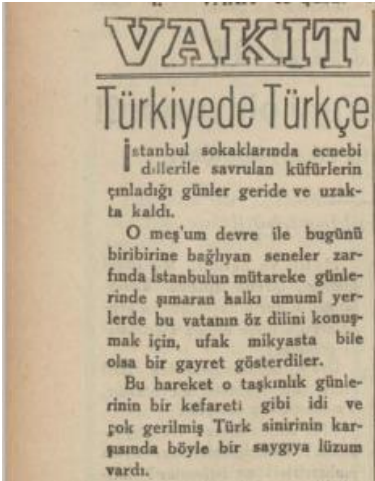 VAKIT
Türkiyede Türkçe
İstanbul sokaklarında ecnebi
dillerile savrulan küfürlerin
çınladığı günler geride ve uzak-
ta kaldı.
O meş'um devre ile bugünü
biribirine bağlıyan seneler zar-
fında İstanbulun mütareke günle-
rinde şımaran halkı umumî yer-
lerde bu vatanın öz dilini konuş-
mak için, ufak mikyasta bile
olsa bir gayret gösterdiler.
Bu hareket o taşkınlık günle-
rinin bir kefareti gibi idi ve
çok gerilmiş Türk sinirinin kar-
şısında böyle bir saygıya lüzum
vardı.